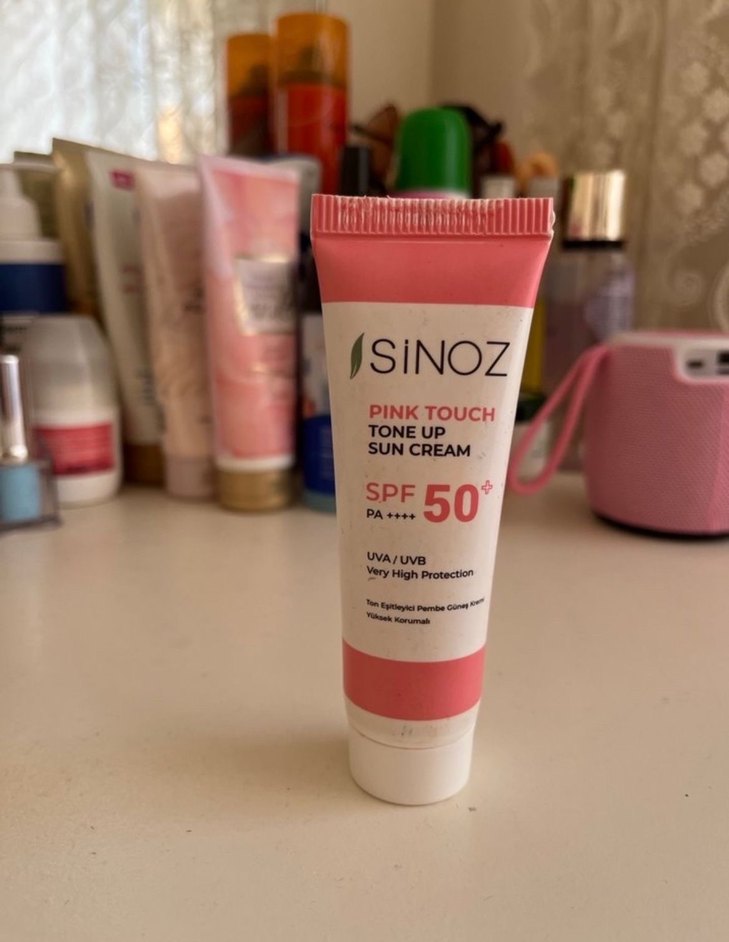 SiNOZ
PINK TOUCH
TONE UP
SUN CREAM
SPF 50+
PA ++++
UVA / UVB
Very High Protection
Ton Eşitleyici Pembe Güneş Kremi
Yüksek Korumalı